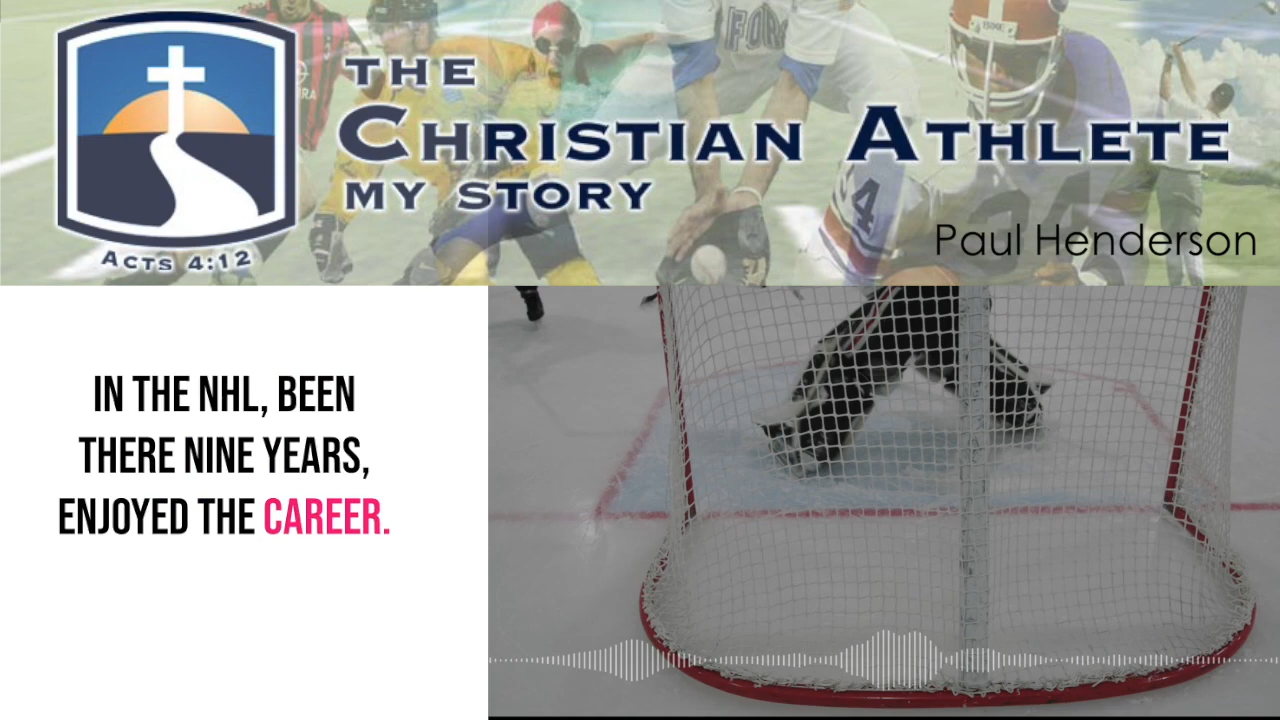 THE
CHRISTIAN ATHLETE
MY STORY
ACTS 4:12
Paul Henderson
IN THE NHL, BEEN
THERE NINE YEARS,
ENJOYED THE CAREER.